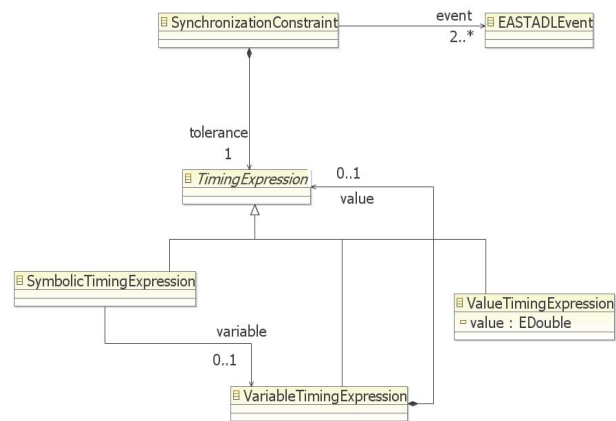 SynchronizationConstraint
event
2..*
EASTADLEvent
tolerance
1
TimingExpression
0..1
value
SymbolicTimingExpression
ValueTimingExpression
value : EDouble
variable
0..1
VariableTimingExpression